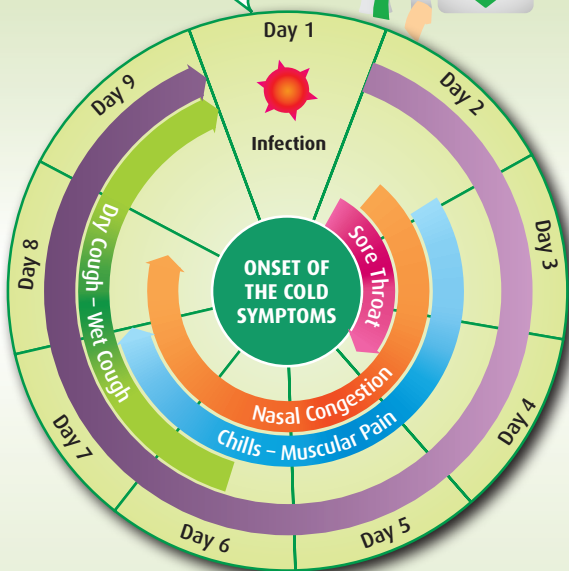 Day 1
Infection
Day 2
Day 3
Day 4
Day 5
Day 6
Day 7
Day 8
Day 9
ONSET OF
THE COLD
SYMPTOMS
Sore Throat
Nasal Congestion
Chills – Muscular Pain
Dry Cough – Wet Cough